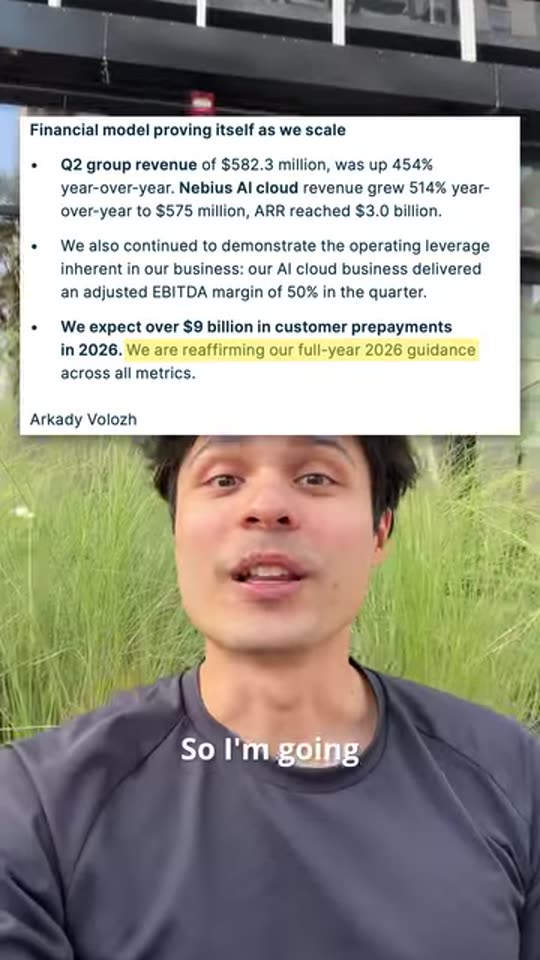 Financial model proving itself as we scale
• Q2 group revenue of $582.3 million, was up 454%
year-over-year. Nebius AI cloud revenue grew 514% year-
over-year to $575 million, ARR reached $3.0 billion.
• We also continued to demonstrate the operating leverage
inherent in our business: our AI cloud business delivered
an adjusted EBITDA margin of 50% in the quarter.
• We expect over $9 billion in customer prepayments
in 2026. We are reaffirming our full-year 2026 guidance
across all metrics.
Arkady Volozh
So I'm going